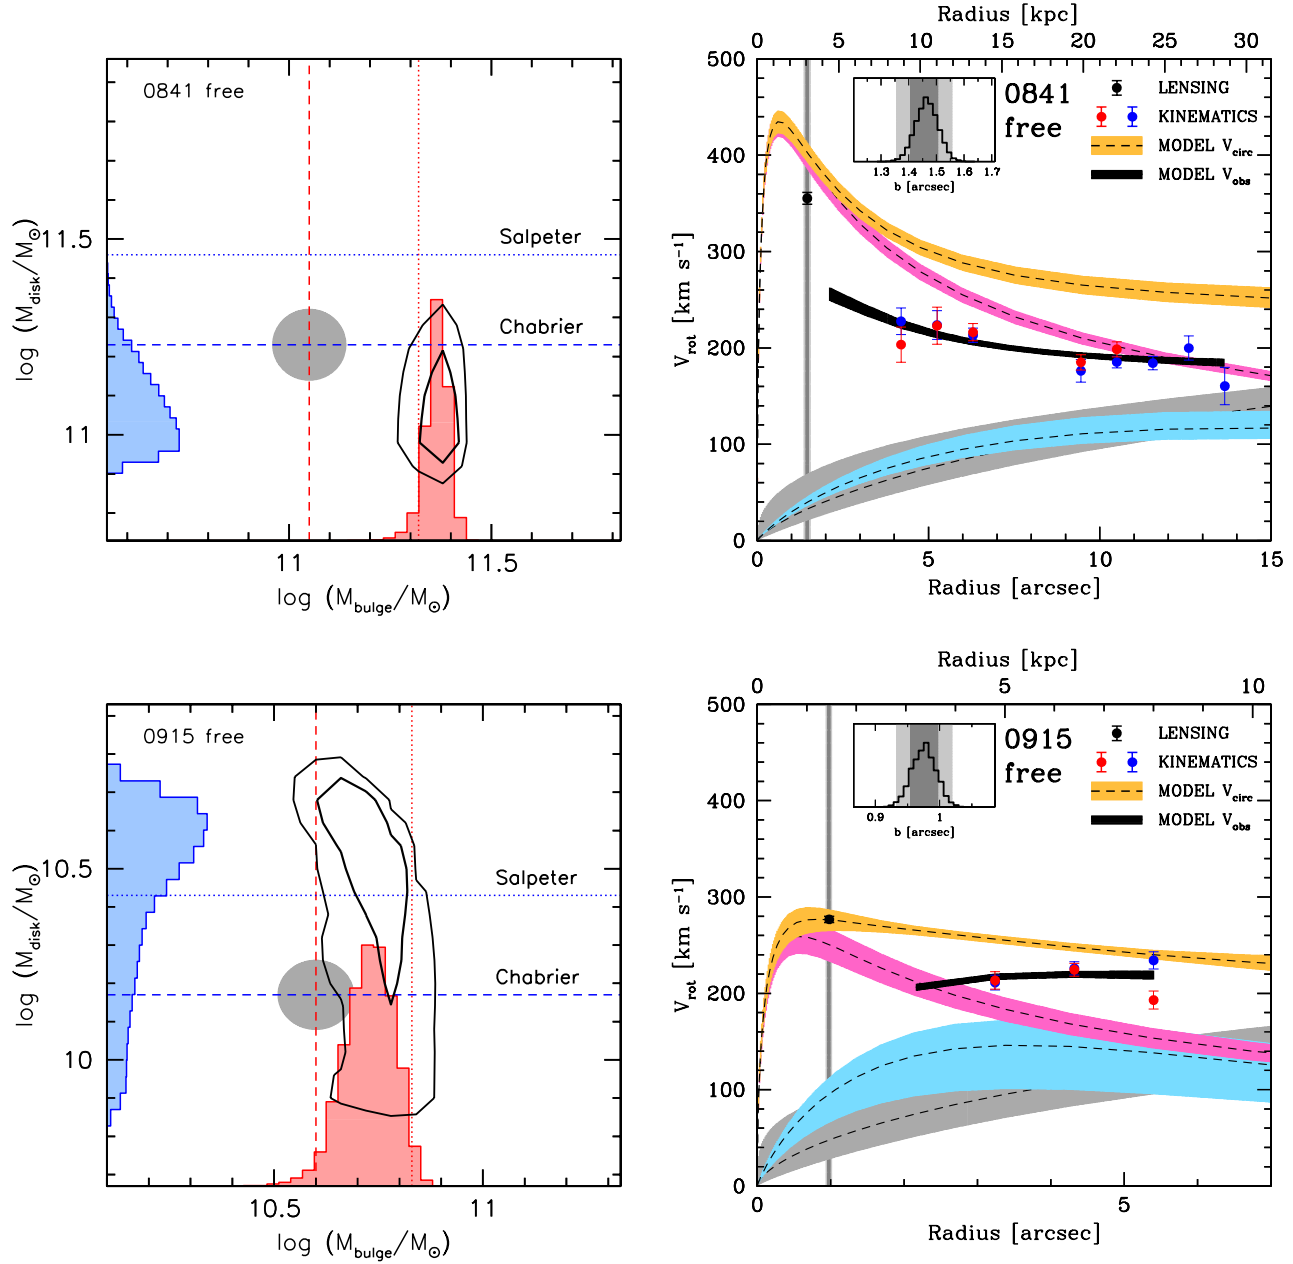 0841 free
Salpeter
Chabrier
11.5
11
11
11.5
log (M_disk/M_⊙)
log (M_bulge/M_⊙)
Radius [kpc]
0 5 10 15 20 25 30
500
400
300
200
100
0
V_rot [km s⁻¹]
1.3 1.4 1.5 1.6 1.7
b [arcsec]
0841
free
LENSING
KINEMATICS
MODEL V_circ
MODEL V_obs
0 5 10 15
Radius [arcsec]
0915 free
Salpeter
Chabrier
10.5
10
10.5
11
log (M_disk/M_⊙)
log (M_bulge/M_⊙)
Radius [kpc]
0 5 10
500
400
300
200
100
0
V_rot [km s⁻¹]
0.9 1
b [arcsec]
0915
free
LENSING
KINEMATICS
MODEL V_circ
MODEL V_obs
0 5
Radius [arcsec]